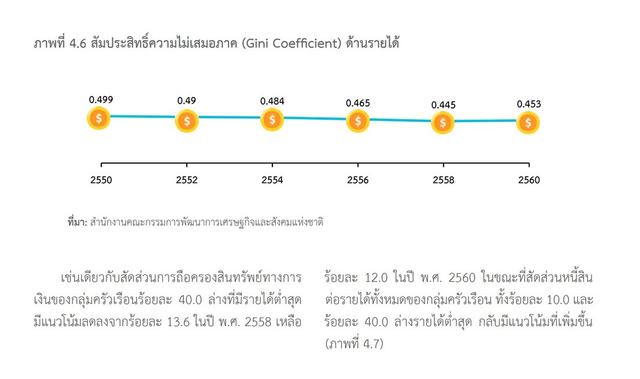 ภาพที่ 4.6 สัมประสิทธิ์ความไม่เสมอภาค (Gini Coefficient) ด้านรายได้
0.499 0.49 0.484 0.465 0.445 0.453
$ $ $ $ $ $
2550 2552 2554 2556 2558 2560
ที่มา: สำนักงานคณะกรรมการพัฒนาการเศรษฐกิจและสังคมแห่งชาติ
เช่นเดียวกับสัดส่วนการถือครองสินทรัพย์ทางการ
เงินของกลุ่มครัวเรือนร้อยละ 40.0 ล่างที่มีรายได้ต่ำสุด
มีแนวโน้มลดลงจากร้อยละ 13.6 ในปี พ.ศ. 2558 เหลือ
ร้อยละ 12.0 ในปี พ.ศ. 2560 ในขณะที่สัดส่วนหนี้สิน
ต่อรายได้ทั้งหมดของกลุ่มครัวเรือน ทั้งร้อยละ 10.0 และ
ร้อยละ 40.0 ล่างรายได้ต่ำสุด กลับมีแนวโน้มที่เพิ่มขึ้น
(ภาพที่ 4.7)